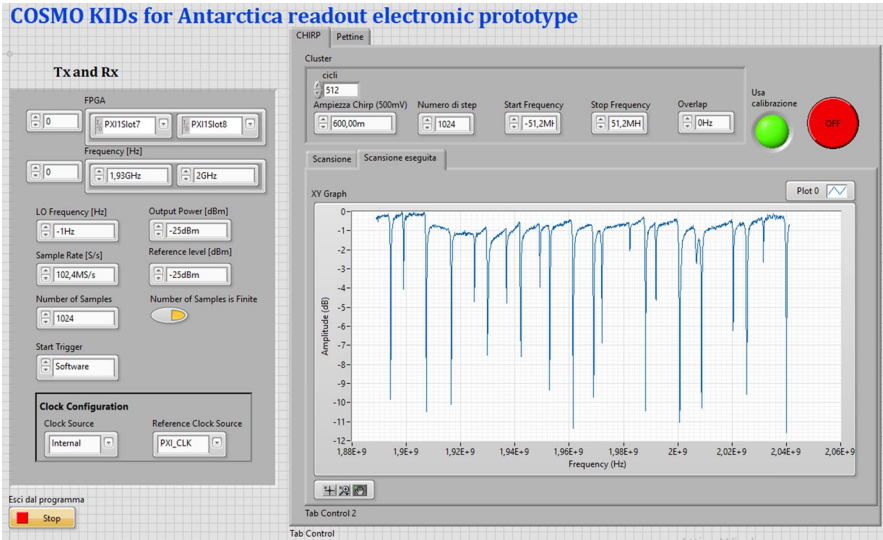 COSMO KIDs for Antarctica readout electronic prototype
Tx and Rx
FPGA
0
PXI1Slot7
PXI1Slot8
Frequency [Hz]
0
1,93GHz
2GHz
LO Frequency [Hz]
-1Hz
Output Power [dBm]
-25dBm
Sample Rate [S/s]
102,4MS/s
Reference level [dBm]
-25dBm
Number of Samples
1024
Number of Samples is Finite
Start Trigger
Software
Clock Configuration
Clock Source
Internal
Reference Clock Source
PXI_CLK
Esci dal programma
Stop
CHIRP
Pettine
Cluster
cicli
512
Ampiezza Chirp (500mV)
600,00m
Numero di step
1024
Start Frequency
-51,2MH
Stop Frequency
51,2MH
Overlap
0Hz
Usa
calibrazione
OFF
Scansione
Scansione eseguita
XY Graph
Plot 0
Amplitude (dB)
0
-1
-2
-3
-4
-5
-6
-7
-8
-9
-10
-11
-12
1,88E+9
1,9E+9
1,92E+9
1,94E+9
1,96E+9
1,98E+9
2E+9
2,02E+9
2,04E+9
2,06E+9
Frequency (Hz)
Tab Control 2
Tab Control